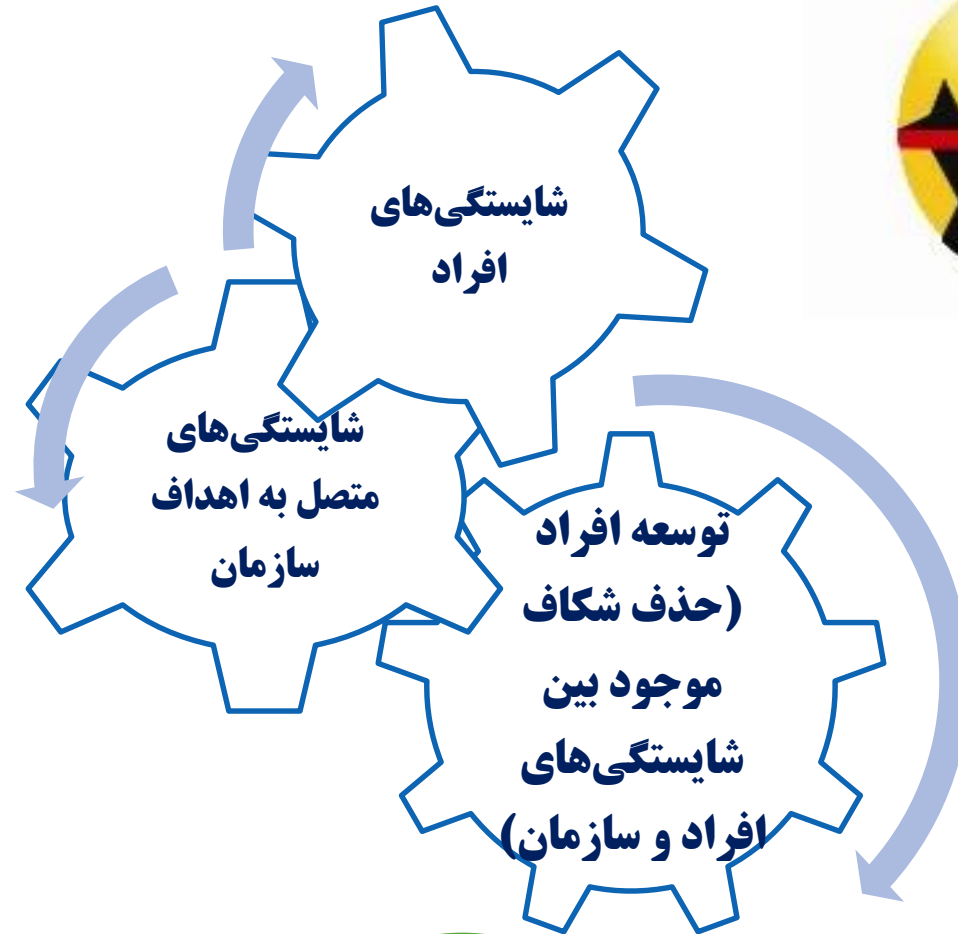 شایستگی‌های
افراد
شایستگی‌های
متصل به اهداف
سازمان
توسعه افراد
(حذف شکاف
موجود بین
شایستگی‌های
افراد و سازمان)